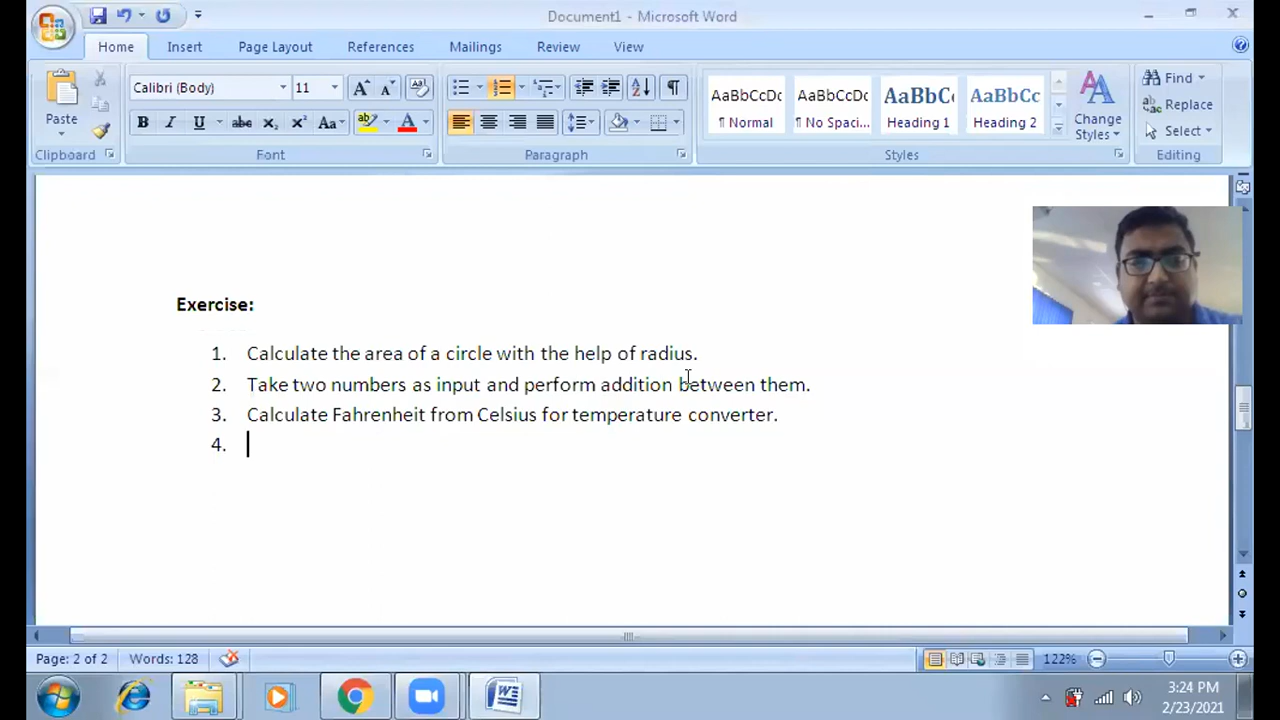 Document1 - Microsoft Word
Home Insert Page Layout References Mailings Review View
Calibri (Body) 11
AaBbCcDc AaBbCcDc AaBbC AaBbCc
Find
Replace
Select
Paste
¶ Normal ¶ No Spaci... Heading 1 Heading 2
Change
Styles
Clipboard Font Paragraph Styles Editing
Exercise:
1. Calculate the area of a circle with the help of radius.
2. Take two numbers as input and perform addition between them.
3. Calculate Fahrenheit from Celsius for temperature converter.
4.
Page: 2 of 2 Words: 128 122%
3:24 PM
2/23/2021